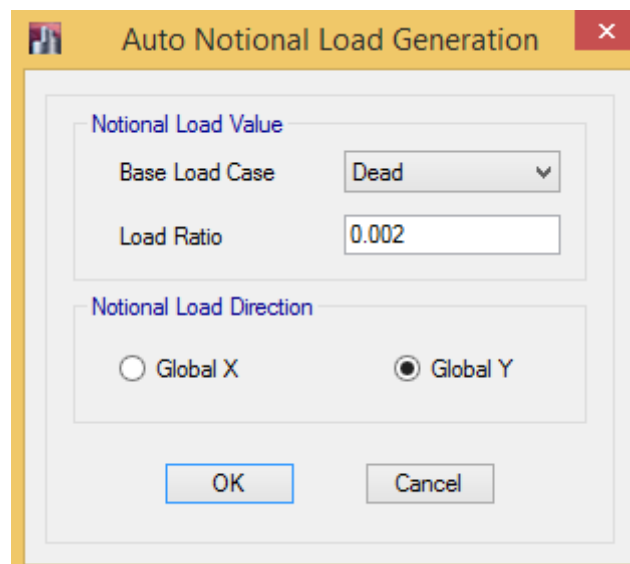 Auto Notional Load Generation
Notional Load Value
Base Load Case Dead
Load Ratio 0.002
Notional Load Direction
Global X Global Y
OK Cancel